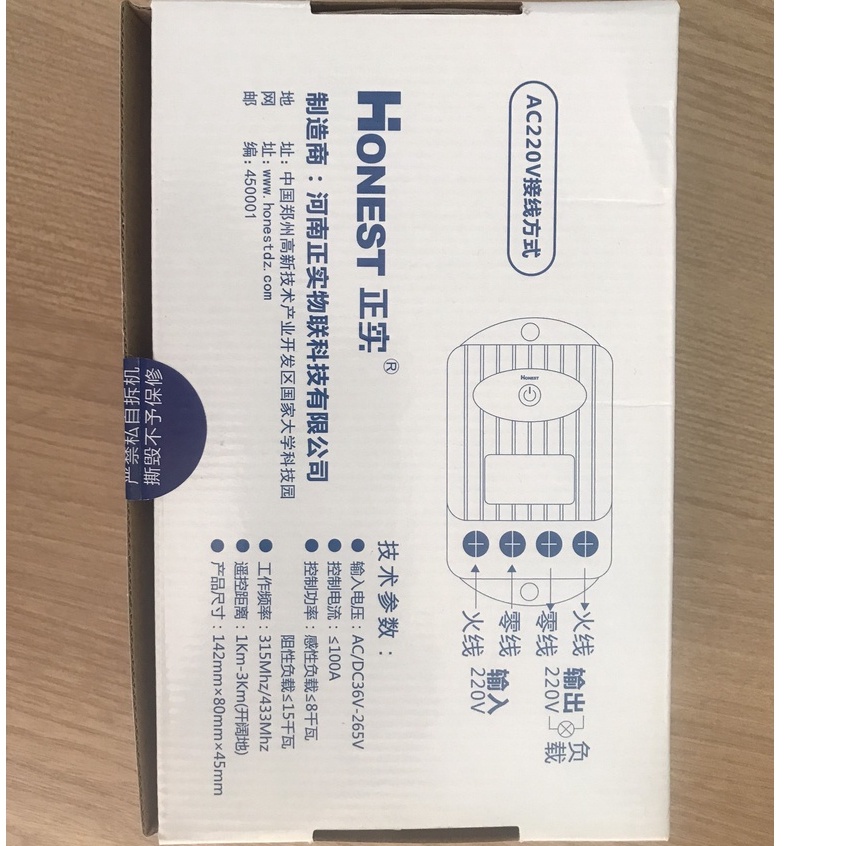 AC220V接线方式
HONEST
火线
零线
零线
火线
输出
220V
输入
220V
负载
HONEST 正实®
制造商：河南正实物联科技有限公司
地 址：中国郑州高新技术产业开发区国家大学科技园
网 址：www.honestdz.com
邮 编：450001
技术参数：
● 输入电压：AC/DC36V-265V
● 控制电流：≤100A
● 控制功率：感性负载≤8千瓦
阻性负载≤15千瓦
● 工作频率：315Mhz/433Mhz
● 遥控距离：1Km-3Km(开阔地)
● 产品尺寸：142mm×80mm×45mm
严禁私自拆机
撕毁不予保修